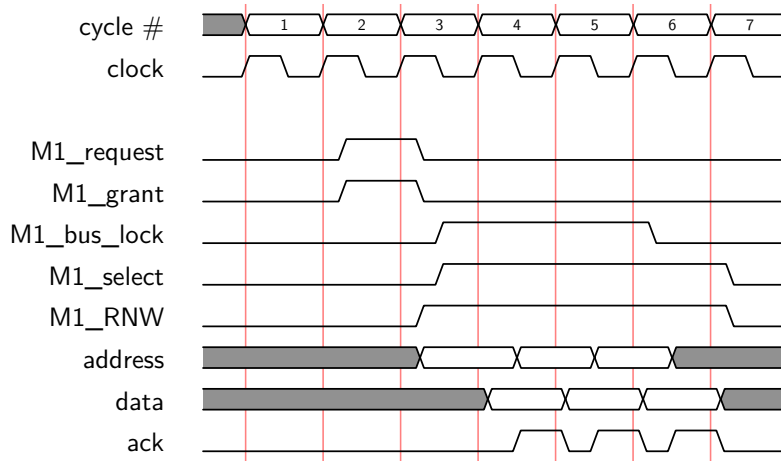 cycle # 1 2 3 4 5 6 7
clock
M1_request
M1_grant
M1_bus_lock
M1_select
M1_RNW
address
data
ack